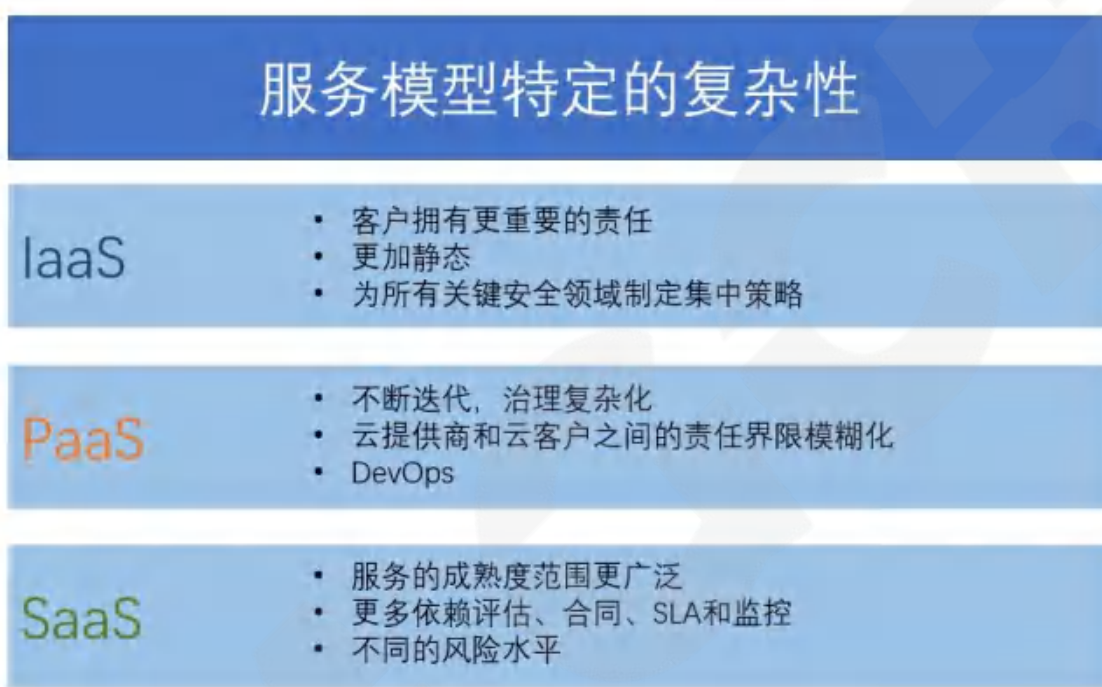 服务模型特定的复杂性
IaaS
• 客户拥有更重要的责任
• 更加静态
• 为所有关键安全领域制定集中策略
PaaS
• 不断迭代，治理复杂化
• 云提供商和云客户之间的责任界限模糊化
• DevOps
SaaS
• 服务的成熟度范围更广泛
• 更多依赖评估、合同、SLA和监控
• 不同的风险水平